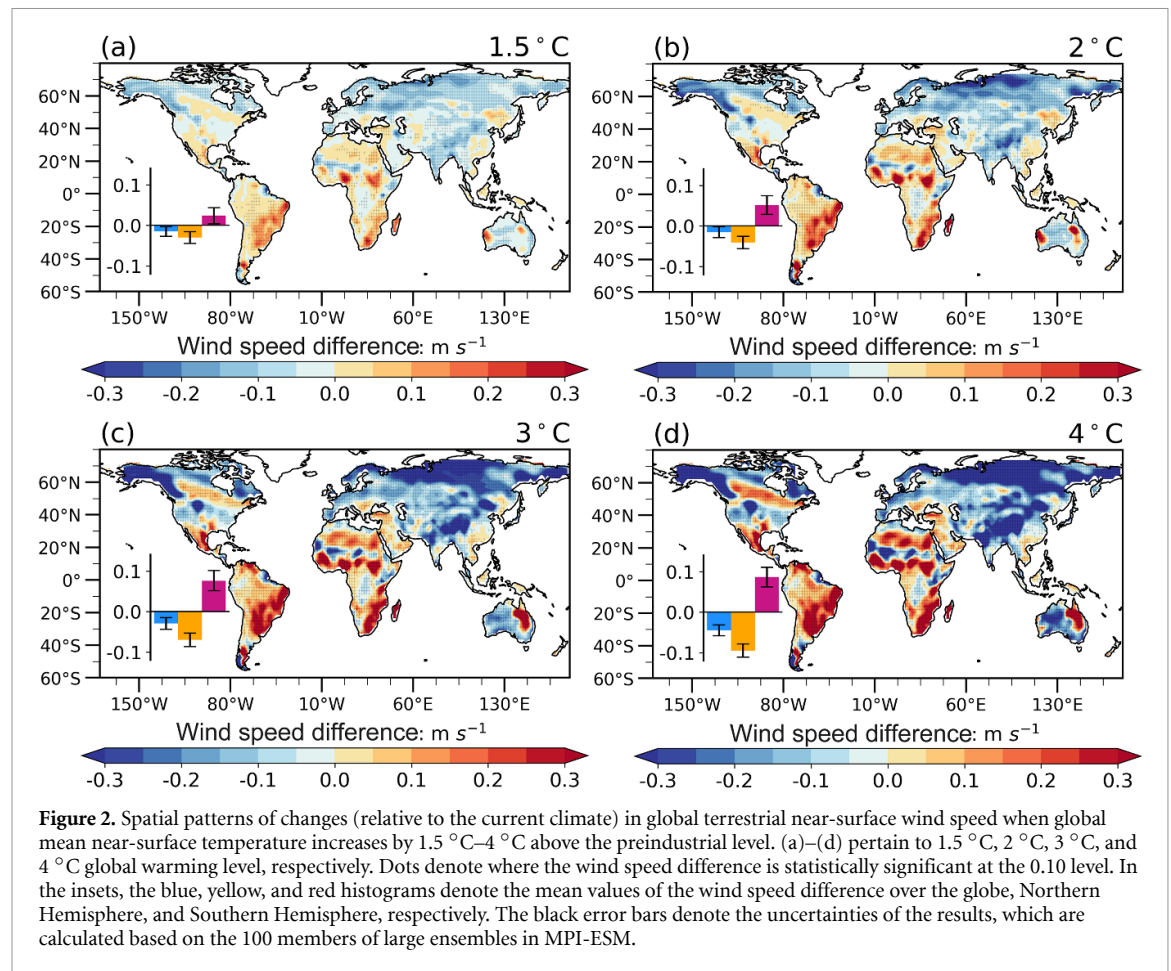 (a) 1.5°C
60°N
40°N
20°N
0°
20°S
40°S
60°S
0.1
0.0
-0.1
150°W 80°W 10°W 60°E 130°E
Wind speed difference: m s⁻¹
-0.3 -0.2 -0.1 0.0 0.1 0.2 0.3
(b) 2°C
60°N
40°N
20°N
0°
20°S
40°S
60°S
0.1
0.0
-0.1
150°W 80°W 10°W 60°E 130°E
Wind speed difference: m s⁻¹
-0.3 -0.2 -0.1 0.0 0.1 0.2 0.3
(c) 3°C
60°N
40°N
20°N
0°
20°S
40°S
60°S
0.1
0.0
-0.1
150°W 80°W 10°W 60°E 130°E
Wind speed difference: m s⁻¹
-0.3 -0.2 -0.1 0.0 0.1 0.2 0.3
(d) 4°C
60°N
40°N
20°N
0°
20°S
40°S
60°S
0.1
0.0
-0.1
150°W 80°W 10°W 60°E 130°E
Wind speed difference: m s⁻¹
-0.3 -0.2 -0.1 0.0 0.1 0.2 0.3
Figure 2. Spatial patterns of changes (relative to the current climate) in global terrestrial near-surface wind speed when global
mean near-surface temperature increases by 1.5 °C–4 °C above the preindustrial level. (a)–(d) pertain to 1.5 °C, 2 °C, 3 °C, and
4 °C global warming level, respectively. Dots denote where the wind speed difference is statistically significant at the 0.10 level. In
the insets, the blue, yellow, and red histograms denote the mean values of the wind speed difference over the globe, Northern
Hemisphere, and Southern Hemisphere, respectively. The black error bars denote the uncertainties of the results, which are
calculated based on the 100 members of large ensembles in MPI-ESM.